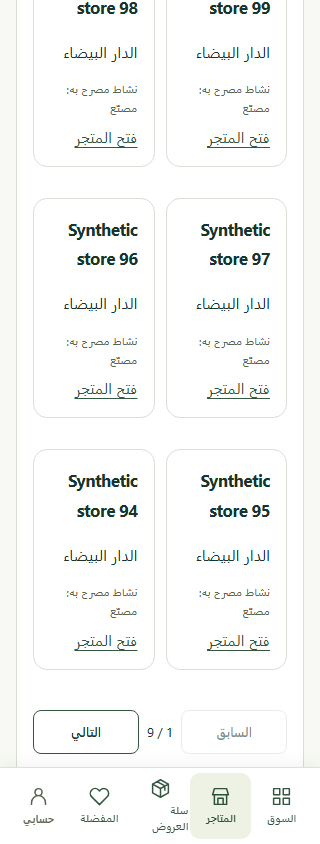 Synthetic
store 99
الدار البيضاء
نشاط مصرح به:
مصنّع
فتح المتجر
store 98
الدار البيضاء
نشاط مصرح به:
مصنّع
فتح المتجر
Synthetic
store 97
الدار البيضاء
نشاط مصرح به:
مصنّع
فتح المتجر
Synthetic
store 96
الدار البيضاء
نشاط مصرح به:
مصنّع
فتح المتجر
Synthetic
store 95
الدار البيضاء
نشاط مصرح به:
مصنّع
فتح المتجر
Synthetic
store 94
الدار البيضاء
نشاط مصرح به:
مصنّع
فتح المتجر
السابق
1 / 9
التالي
السوق
المتاجر
سلة
العروض
المفضلة
حسابي